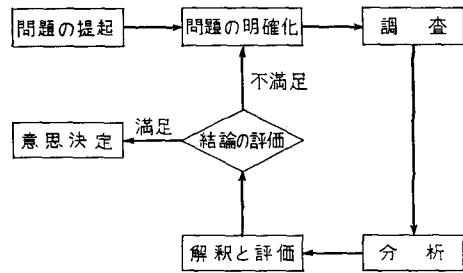 問題の提起
問題の明確化
調査
不満足
満足
意思決定
結論の評価
解釈と評価
分析